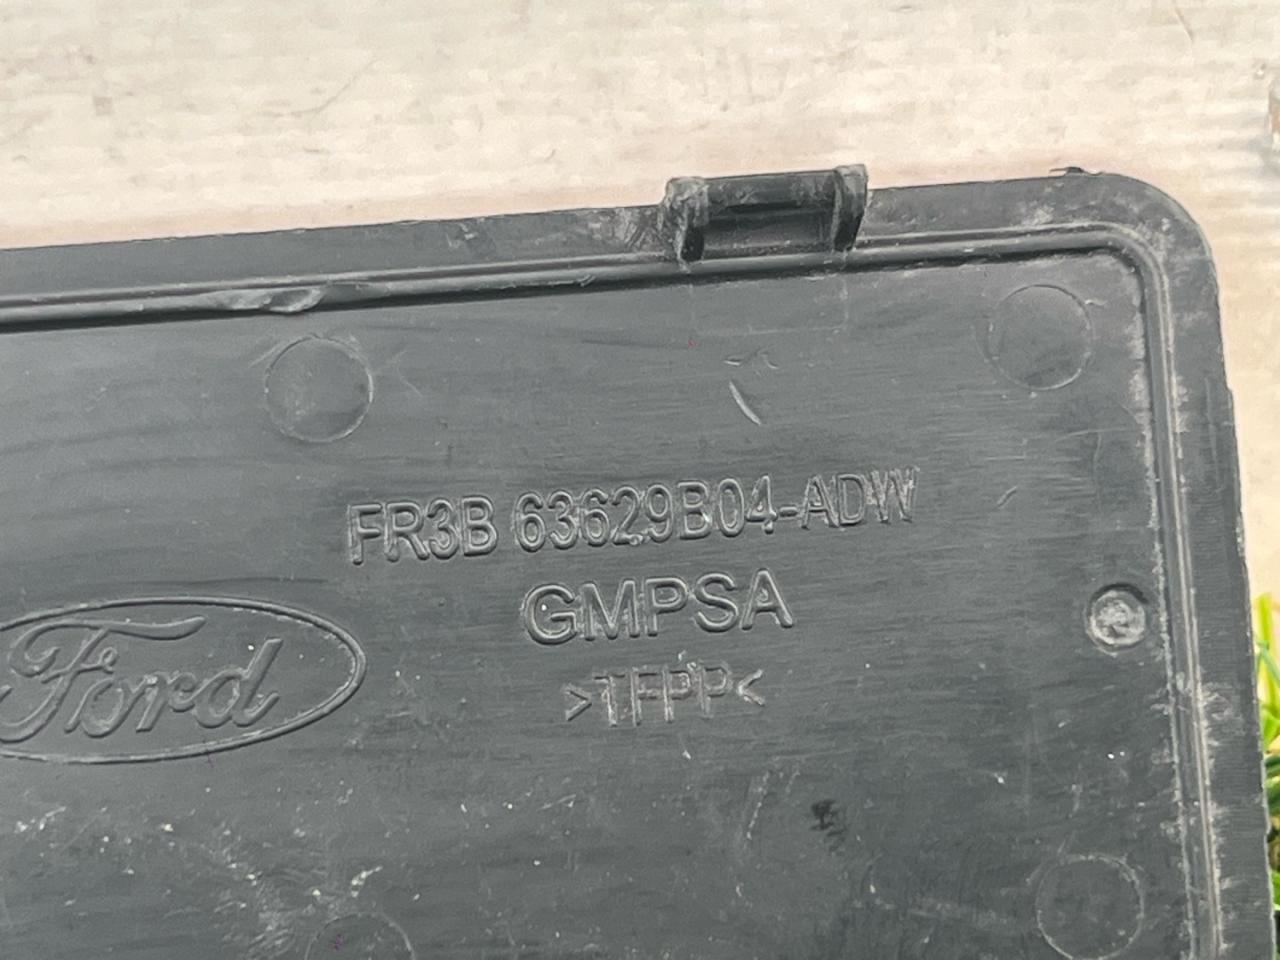 FR3B 63629B04-ADW
GMPSA
>TFPP<
Ford